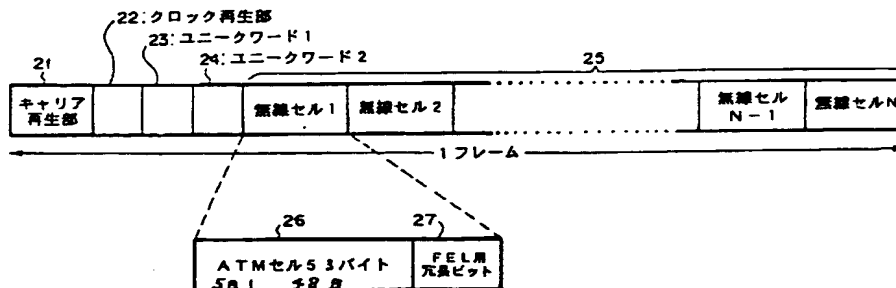 22:クロック再生部
23:ユニークワード1
24:ユニークワード2
21
25
キャリア
再生部
無線セル1
無線セル2
無線セル
N-1
無線セルN
1フレーム
26
27
ATMセル53バイト
FEL用
冗長ビット